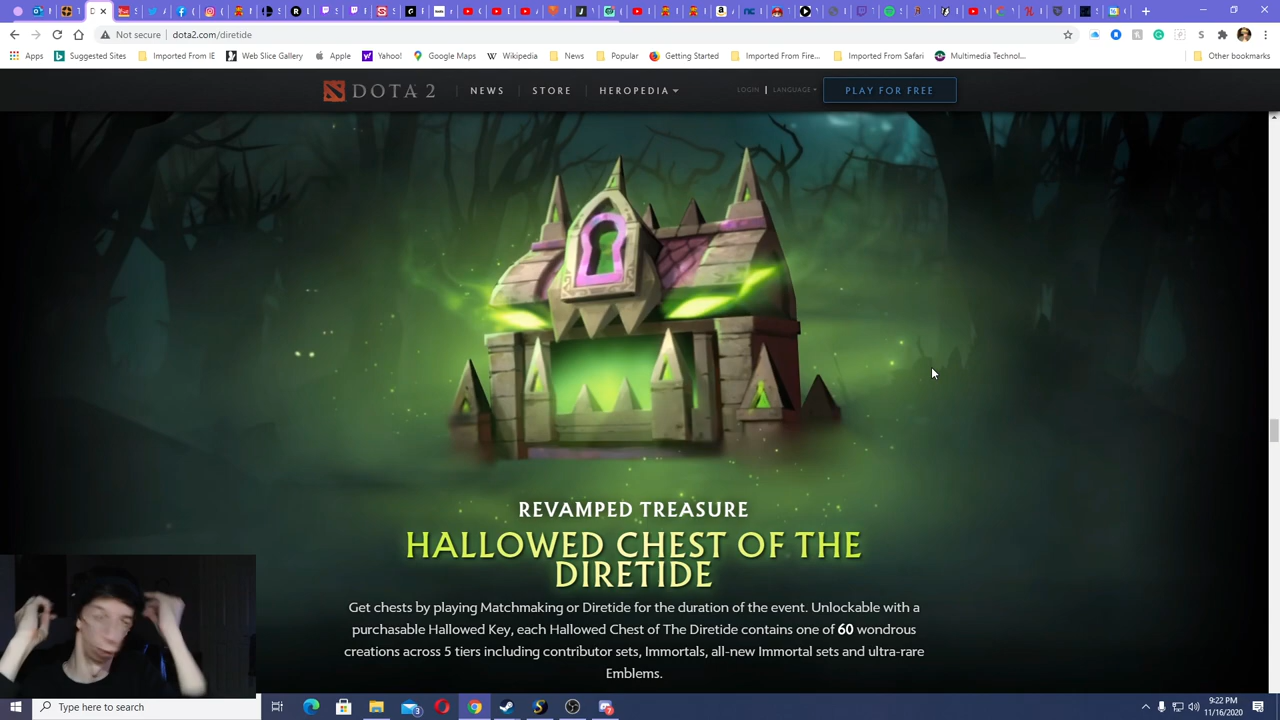 Not secure | dota2.com/diretide
Apps Suggested Sites Imported From IE Web Slice Gallery Apple Yahoo! Google Maps Wikipedia News Popular Getting Started Imported From Fire... Imported From Safari Multimedia Technol... Other bookmarks
DOTA 2 NEWS STORE HEROPEDIA LOGIN | LANGUAGE PLAY FOR FREE
REVAMPED TREASURE
HALLOWED CHEST OF THE
DIRETIDE
Get chests by playing Matchmaking or Diretide for the duration of the event. Unlockable with a
purchasable Hallowed Key, each Hallowed Chest of The Diretide contains one of 60 wondrous
creations across 5 tiers including contributor sets, Immortals, all-new Immortal sets and ultra-rare
Emblems.
Type here to search
9:22 PM
11/16/2020